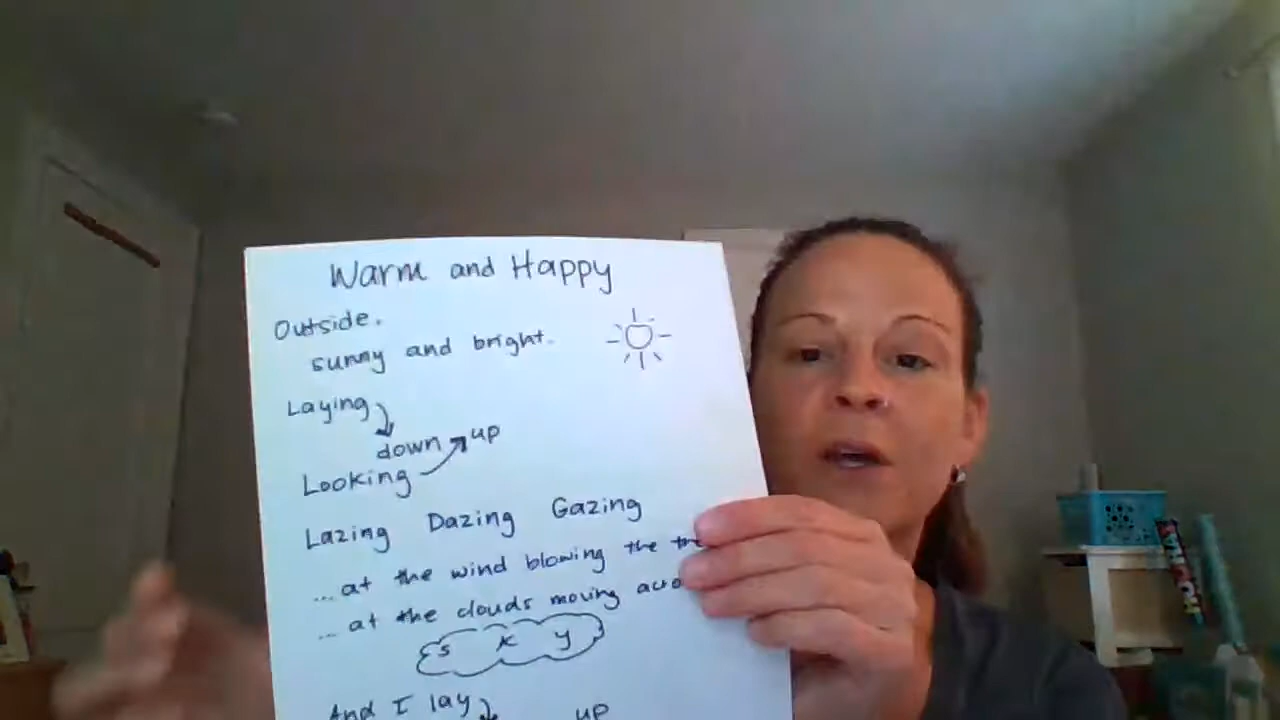 Warm and Happy
Outside.
sunny and bright.
Laying
down up
Looking
Lazing Dazing Gazing
...at the wind blowing the
...at the clouds moving
sky
And I lay
up